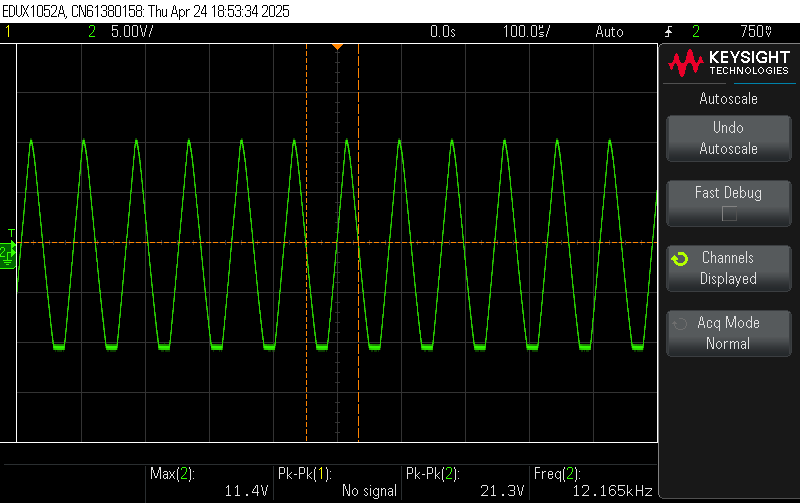 EDUX1052A, CN61380158: Thu Apr 24 18:53:34 2025
1 2 5.00V/ 0.0s 100.0s/ Auto 2 750V
KEYSIGHT
TECHNOLOGIES
Autoscale
Undo
Autoscale
Fast Debug
Channels
Displayed
Acq Mode
Normal
T
2
Max(2): Pk-Pk(1): Pk-Pk(2): Freq(2):
11.4V No signal 21.3V 12.165kHz